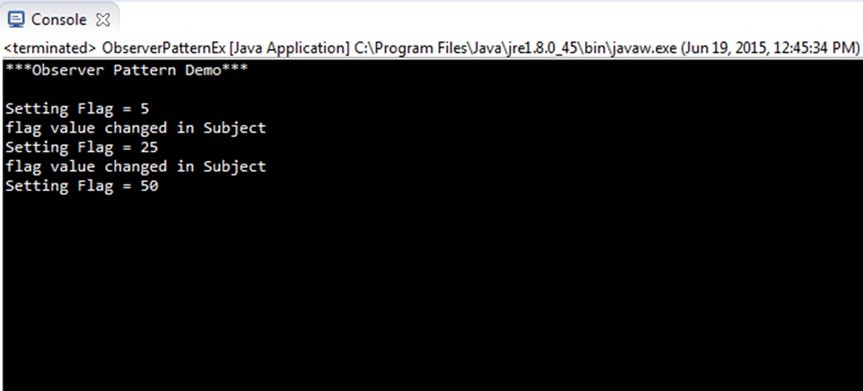 Console
<terminated> ObserverPatternEx [Java Application] C:\Program Files\Java\jre1.8.0_45\bin\javaw.exe (Jun 19, 2015, 12:45:34 PM)
***Observer Pattern Demo***
Setting Flag = 5
flag value changed in Subject
Setting Flag = 25
flag value changed in Subject
Setting Flag = 50